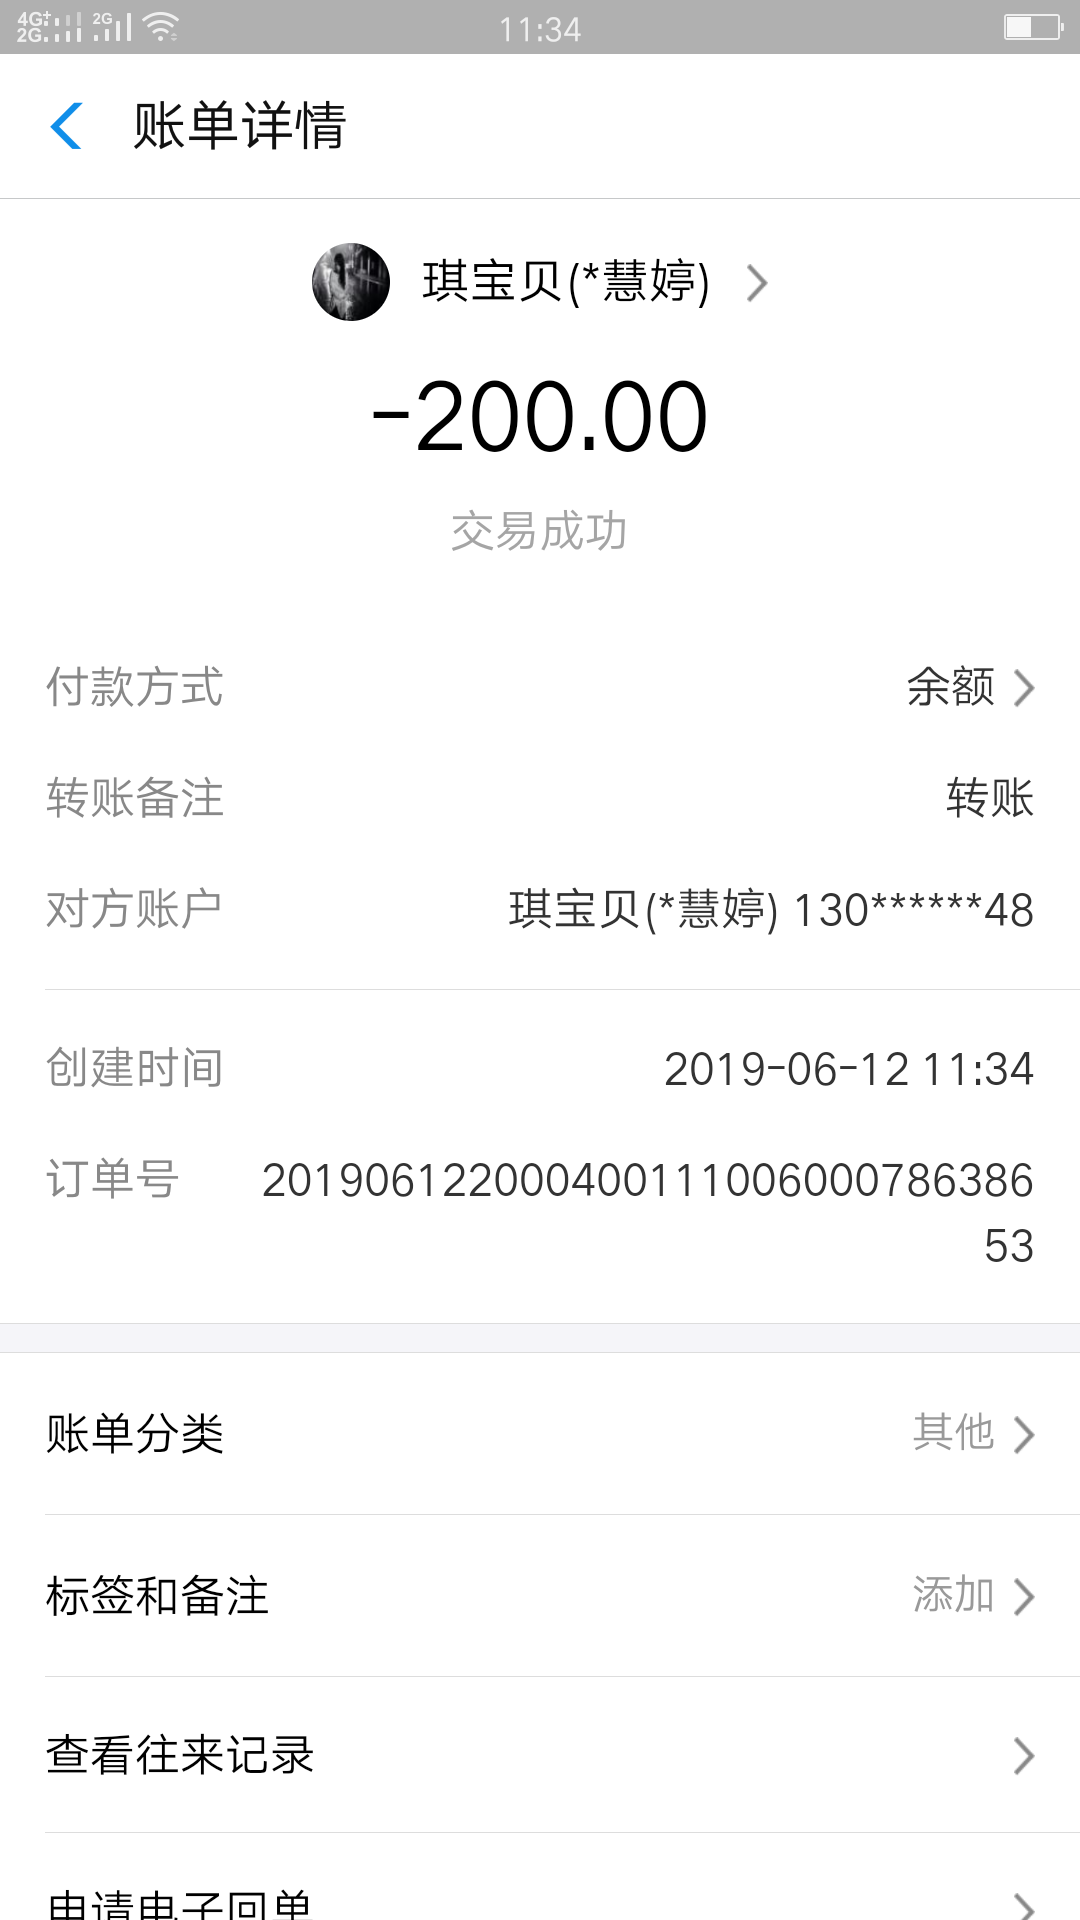 4G+ 2G 11:34
2G
账单详情
琪宝贝(*慧婷)
-200.00
交易成功
付款方式 余额
转账备注 转账
对方账户 琪宝贝(*慧婷) 130******48
创建时间 2019-06-12 11:34
订单号 201906122000400111006000786386
53
账单分类 其他
标签和备注 添加
查看往来记录
申请电子回单